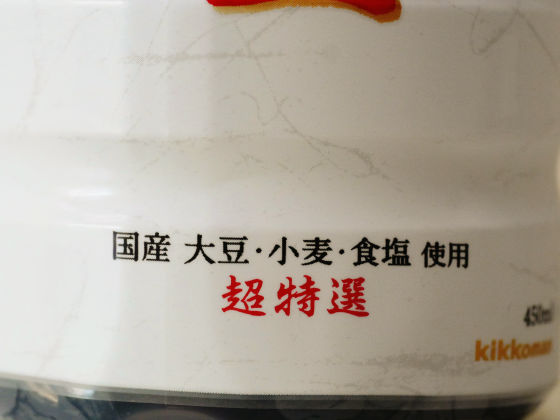 国産 大豆・小麦・食塩 使用
超特選
450ml
kikkoman